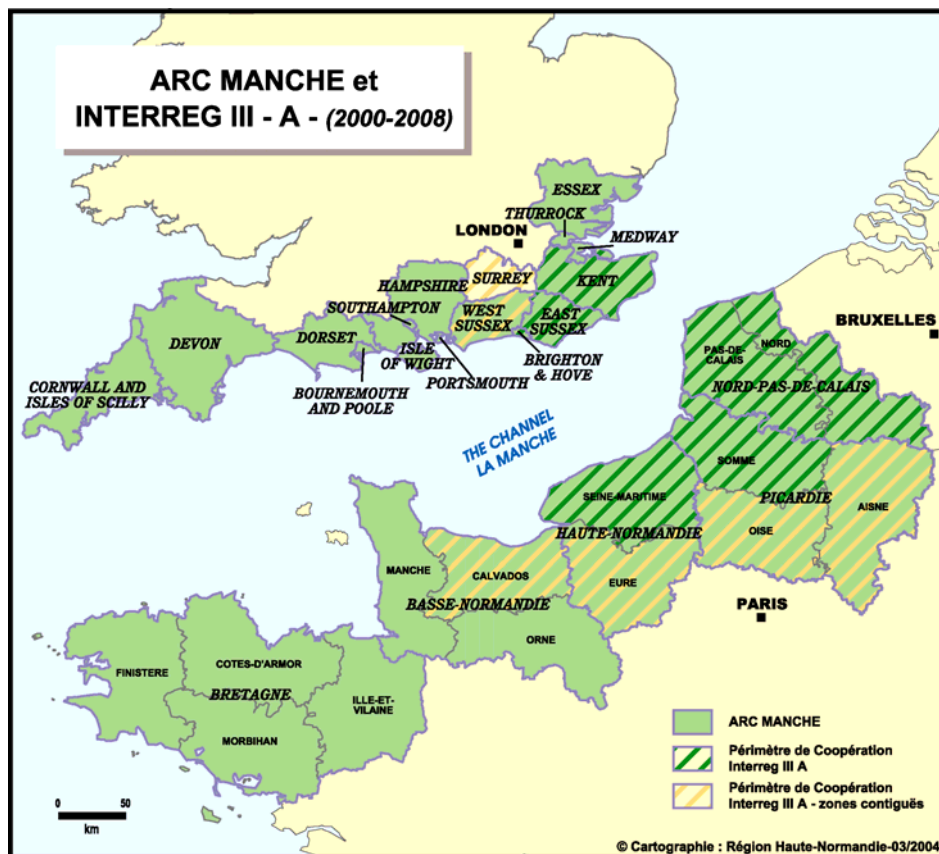 ARC MANCHE et
INTERREG III - A - (2000-2008)
ESSEX
THURROCK
LONDON
MEDWAY
SURREY
KENT
HAMPSHIRE
SOUTHAMPTON
WEST
SUSSEX
EAST
SUSSEX
BRUXELLES
DEVON
DORSET
ISLE
OF WIGHT
PORTSMOUTH
BRIGHTON
& HOVE
BOURNEMOUTH
AND POOLE
CORNWALL AND
ISLES OF SCILLY
PAS-DE-
CALAIS
NORD
NORD-PAS-DE-CALAIS
THE CHANNEL
LA MANCHE
SOMME
SEINE-MARITIME
PICARDIE
AISNE
HAUTE-NORMANDIE
OISE
MANCHE
CALVADOS
EURE
BASSE-NORMANDIE
PARIS
ORNE
FINISTERE
COTES-D'ARMOR
BRETAGNE
ILLE-ET-
VILAINE
MORBIHAN
ARC MANCHE
Périmètre de Coopération
Interreg III A
Périmètre de Coopération
Interreg III A - zones contiguës
0 50
km
© Cartographie : Région Haute-Normandie-03/2004